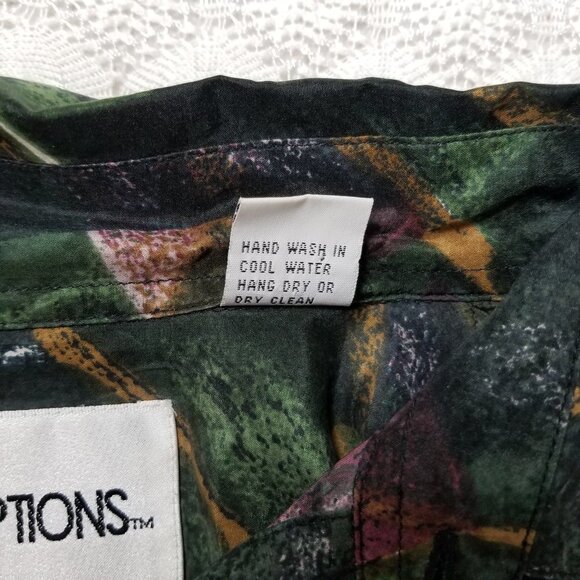 HAND WASH IN
COOL WATER
HANG DRY OR
DRY CLEAN
PTIONS™